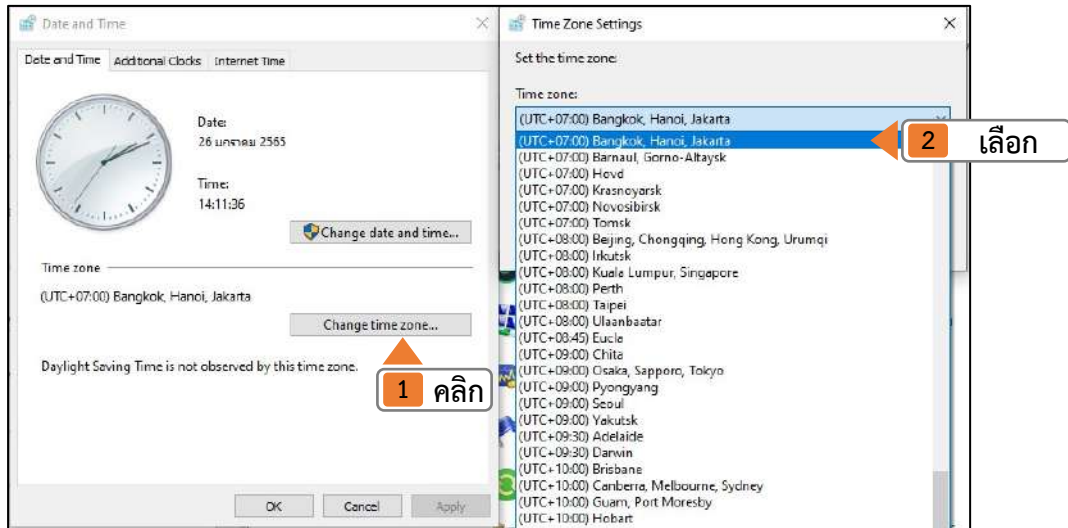 Date and Time
Date and Time Additional Clocks Internet Time
Date:
26 มกราคม 2565
Time:
14:11:36
Change date and time...
Time zone
(UTC+07:00) Bangkok, Hanoi, Jakarta
Change time zone...
Daylight Saving Time is not observed by this time zone.
1 คลิก
OK Cancel Apply
Time Zone Settings
Set the time zone:
Time zone:
(UTC+07:00) Bangkok, Hanoi, Jakarta
(UTC+07:00) Bangkok, Hanoi, Jakarta
2 เลือก
(UTC+07:00) Barnaul, Gorno-Altaysk
(UTC+07:00) Hovd
(UTC+07:00) Krasnoyarsk
(UTC+07:00) Novosibirsk
(UTC+07:00) Tomsk
(UTC+08:00) Beijing, Chongqing, Hong Kong, Urumqi
(UTC+08:00) Irkutsk
(UTC+08:00) Kuala Lumpur, Singapore
(UTC+08:00) Perth
(UTC+08:00) Taipei
(UTC+08:00) Ulaanbaatar
(UTC+08:45) Eucla
(UTC+09:00) Chita
(UTC+09:00) Osaka, Sapporo, Tokyo
(UTC+09:00) Pyongyang
(UTC+09:00) Seoul
(UTC+09:00) Yakutsk
(UTC+09:30) Adelaide
(UTC+09:30) Darwin
(UTC+10:00) Brisbane
(UTC+10:00) Canberra, Melbourne, Sydney
(UTC+10:00) Guam, Port Moresby
(UTC+10:00) Hobart